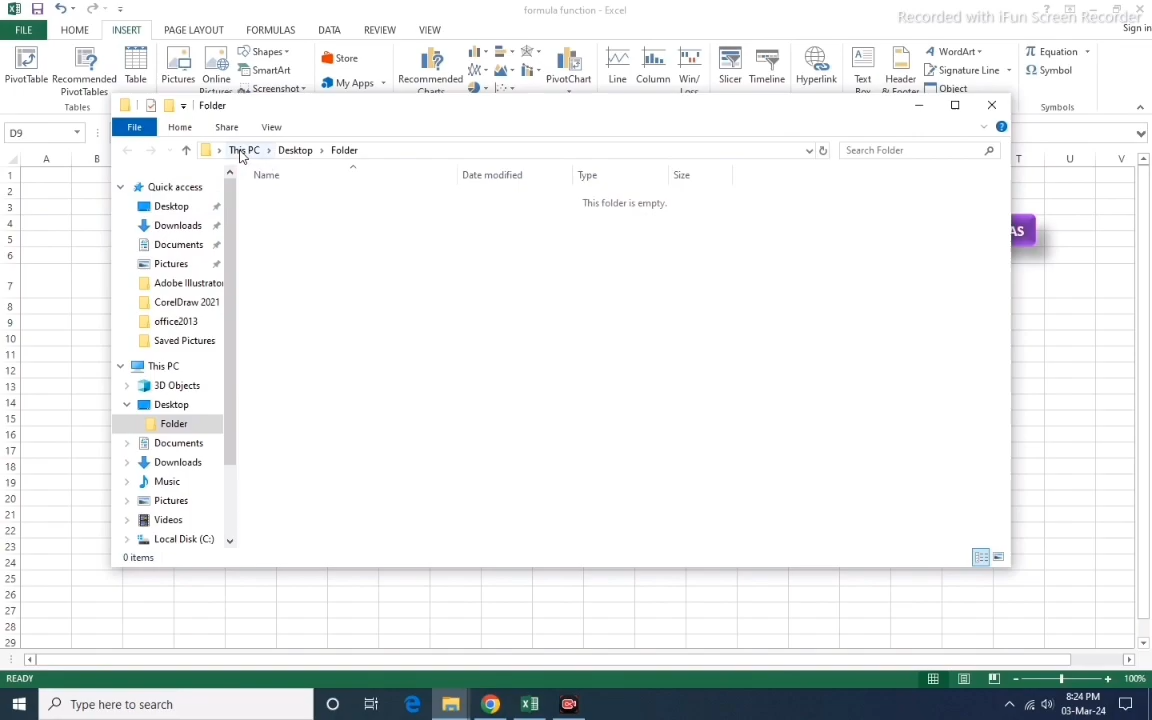 formula function - Excel
Recorded with iFun Screen Recorder
FILE HOME INSERT PAGE LAYOUT FORMULAS DATA REVIEW VIEW Sign in
PivotTable
Recommended
PivotTables
Table
Tables
Pictures
Online
Pictures
Shapes
SmartArt
Screenshot
Store
My Apps
Recommended
Charts
PivotChart
Line
Column
Win/
Loss
Slicer
Timeline
Hyperlink
Text
Box
Header
& Footer
WordArt
Signature Line
Object
Equation
Symbol
Symbols
D9
Folder
File Home Share View
This PC Desktop Folder
Search Folder
Name Date modified Type Size
This folder is empty.
Quick access
Desktop
Downloads
Documents
Pictures
Adobe Illustrator
CorelDraw 2021
office2013
Saved Pictures
This PC
3D Objects
Desktop
Folder
Documents
Downloads
Music
Pictures
Videos
Local Disk (C:)
0 items
A B T U V
1
2
3
4
5
6
7
8
9
10
11
12
13
14
15
16
17
18
19
20
21
22
23
24
25
26
27
28
29
AS
READY 100%
Type here to search
8:24 PM
03-Mar-24